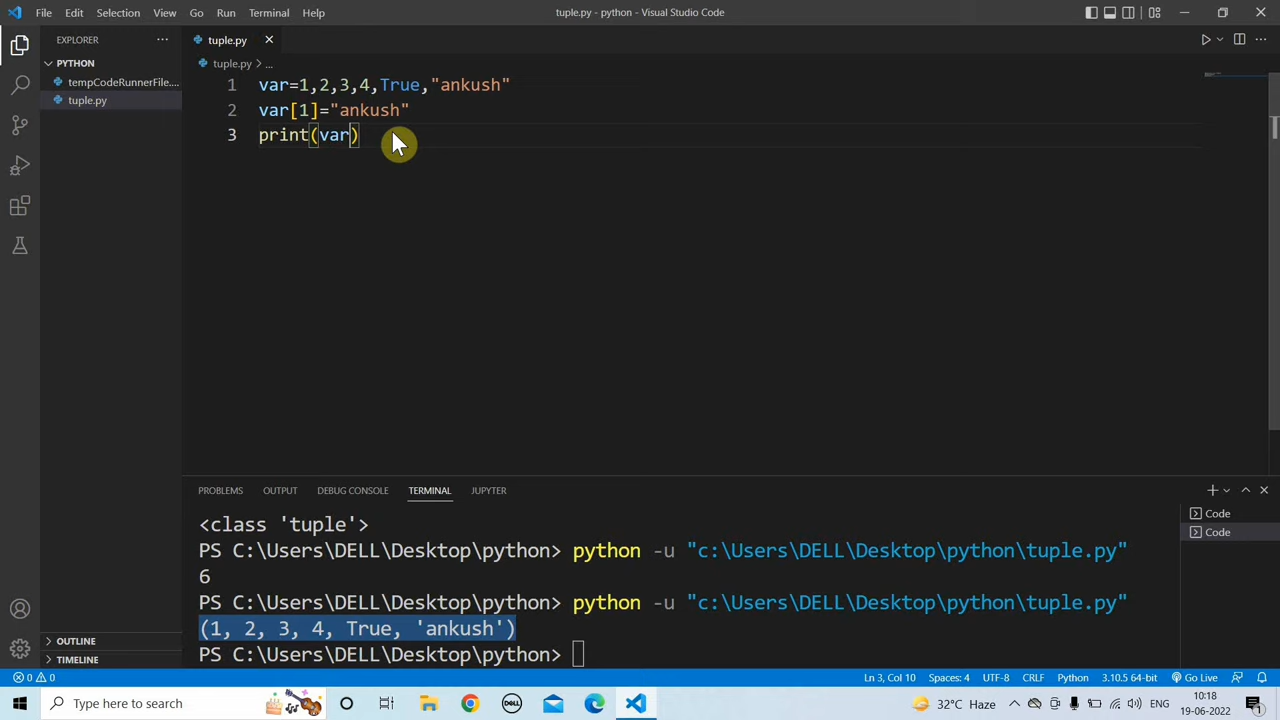 File Edit Selection View Go Run Terminal Help tuple.py - python - Visual Studio Code
EXPLORER
tuple.py
PYTHON
tuple.py > ...
tempCodeRunnerFile....
tuple.py
1 var=1,2,3,4,True,"ankush"
2 var[1]="ankush"
3 print(var)
PROBLEMS OUTPUT DEBUG CONSOLE TERMINAL JUPYTER
<class 'tuple'>
PS C:\Users\DELL\Desktop\python> python -u "c:\Users\DELL\Desktop\python\tuple.py"
6
PS C:\Users\DELL\Desktop\python> python -u "c:\Users\DELL\Desktop\python\tuple.py"
(1, 2, 3, 4, True, 'ankush')
PS C:\Users\DELL\Desktop\python>
Code
Code
OUTLINE
TIMELINE
0 0 Ln 3, Col 10 Spaces: 4 UTF-8 CRLF Python 3.10.5 64-bit Go Live
Type here to search
DELL
32°C Haze ENG
10:18
19-06-2022
1